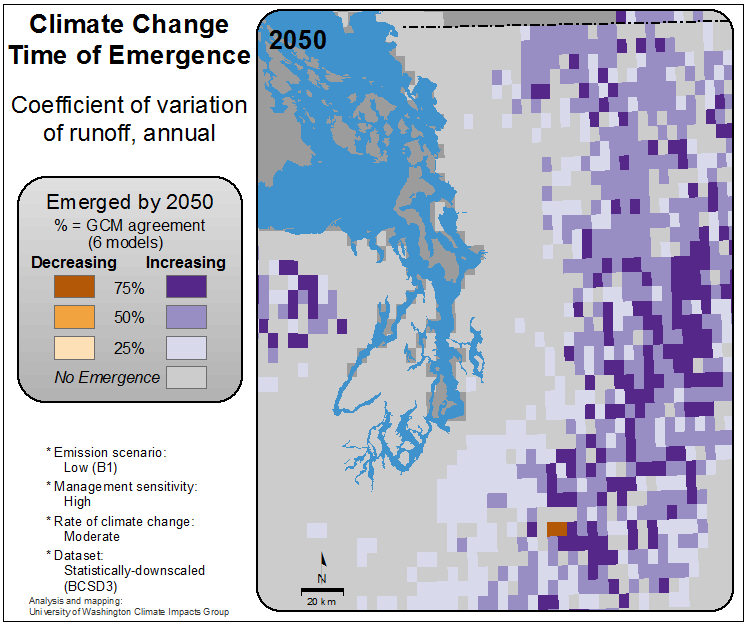 Climate Change
Time of Emergence
Coefficient of variation
of runoff, annual
Emerged by 2050
% = GCM agreement
(6 models)
Decreasing Increasing
75%
50%
25%
No Emergence
* Emission scenario:
Low (B1)
* Management sensitivity:
High
* Rate of climate change:
Moderate
* Dataset:
Statistically-downscaled
(BCSD3)
Analysis and mapping:
University of Washington Climate Impacts Group
2050
N
20 km